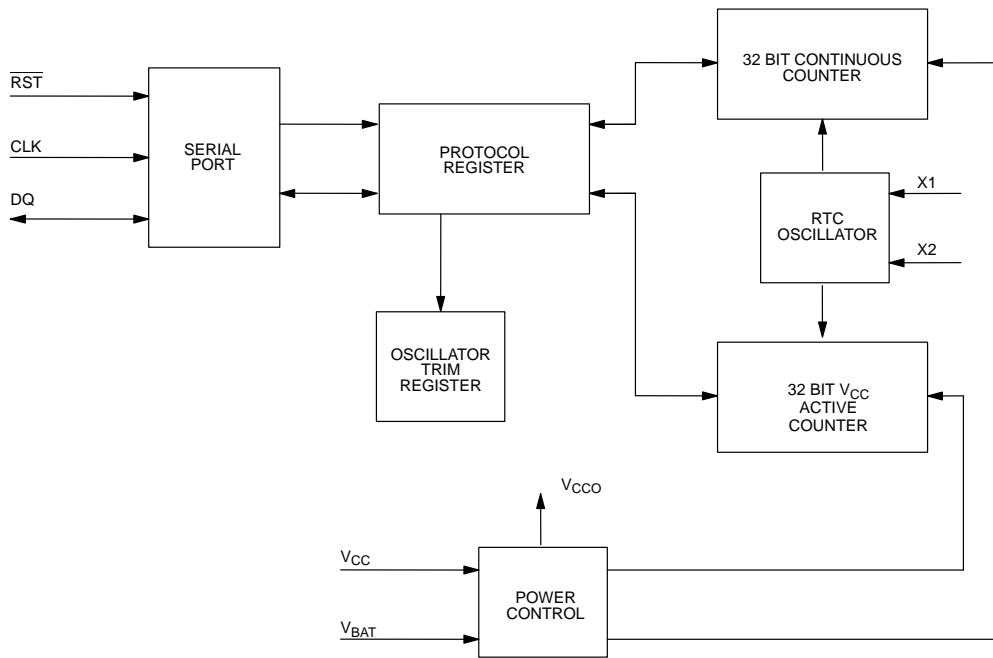 RST
CLK
DQ
SERIAL
PORT
PROTOCOL
REGISTER
OSCILLATOR
TRIM
REGISTER
32 BIT CONTINUOUS
COUNTER
X1
RTC
OSCILLATOR
X2
32 BIT VCC
ACTIVE
COUNTER
VCCO
VCC
VBAT
POWER
CONTROL